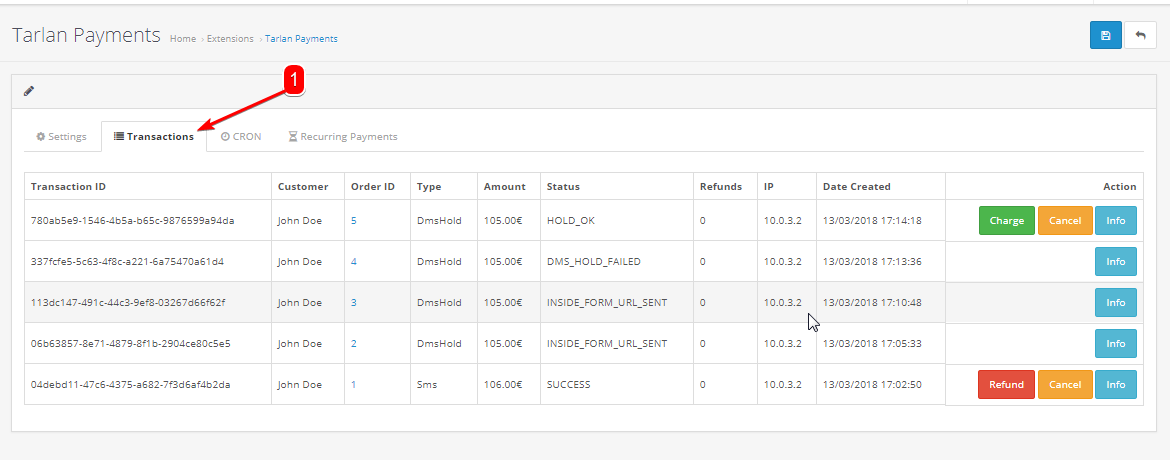 Tarlan Payments Home › Extensions › Tarlan Payments
1
Settings Transactions CRON Recurring Payments
Transaction ID Customer Order ID Type Amount Status Refunds IP Date Created Action
780ab5e9-1546-4b5a-b65c-9876599a94da John Doe 5 DmsHold 105.00€ HOLD_OK 0 10.0.3.2 13/03/2018 17:14:18 Charge Cancel Info
337fcfe5-5c63-4f8c-a221-6a75470a61d4 John Doe 4 DmsHold 105.00€ DMS_HOLD_FAILED 0 10.0.3.2 13/03/2018 17:13:36 Info
113dc147-491c-44c3-9ef8-03267d66f62f John Doe 3 DmsHold 105.00€ INSIDE_FORM_URL_SENT 0 10.0.3.2 13/03/2018 17:10:48 Info
06b63857-8e71-4879-8f1b-2904ce80c5e5 John Doe 2 DmsHold 105.00€ INSIDE_FORM_URL_SENT 0 10.0.3.2 13/03/2018 17:05:33 Info
04debd11-47c6-4375-a682-7f3d6af4b2da John Doe 1 Sms 106.00€ SUCCESS 0 10.0.3.2 13/03/2018 17:02:50 Refund Cancel Info